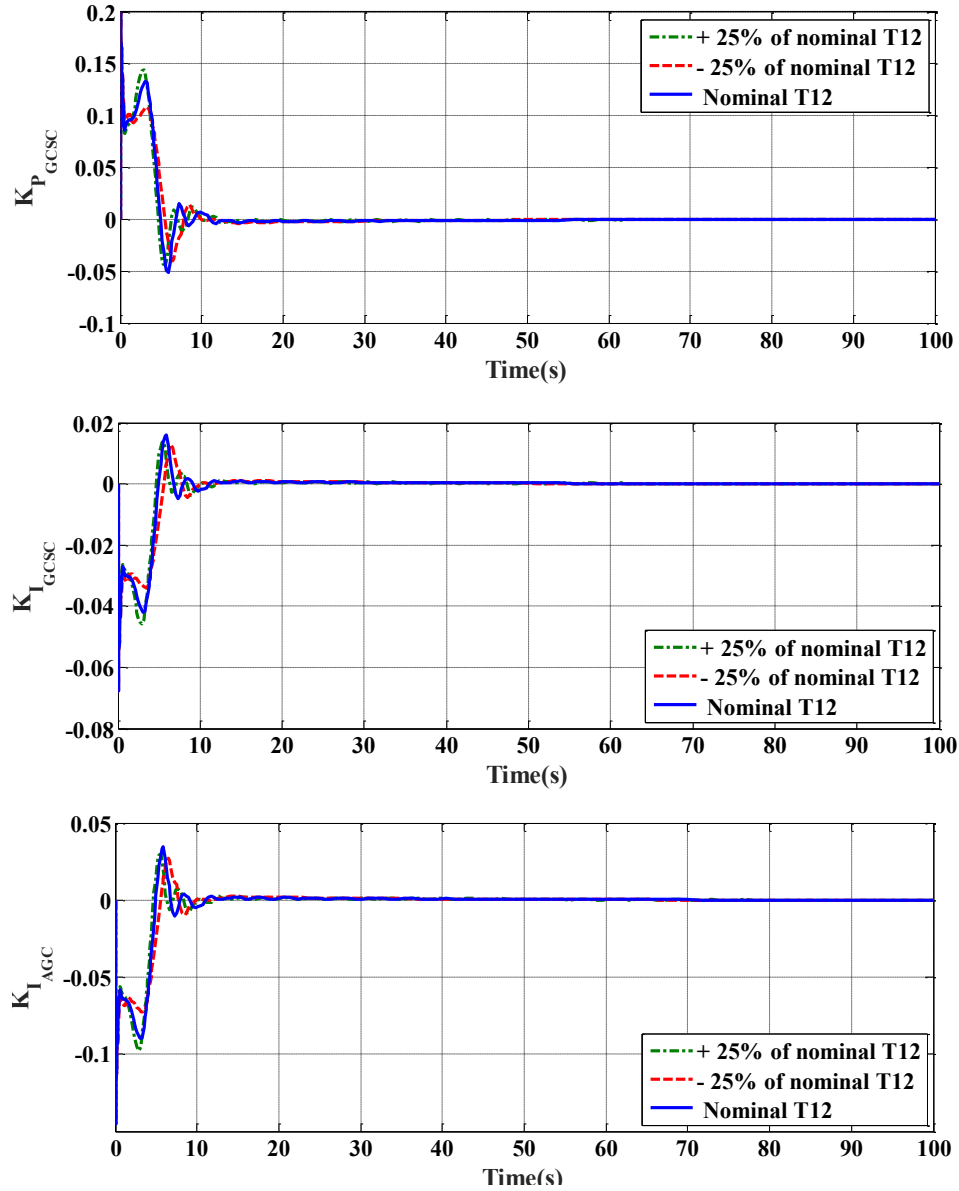 0.2
0.15
0.1
0.05
0
-0.05
-0.1
K_P_GCSC
+ 25% of nominal T12
- 25% of nominal T12
Nominal T12
0 10 20 30 40 50 60 70 80 90 100
Time(s)
0.02
0
-0.02
-0.04
-0.06
-0.08
K_I_GCSC
+ 25% of nominal T12
- 25% of nominal T12
Nominal T12
0 10 20 30 40 50 60 70 80 90 100
Time(s)
0.05
0
-0.05
-0.1
K_I_AGC
+ 25% of nominal T12
- 25% of nominal T12
Nominal T12
0 10 20 30 40 50 60 70 80 90 100
Time(s)